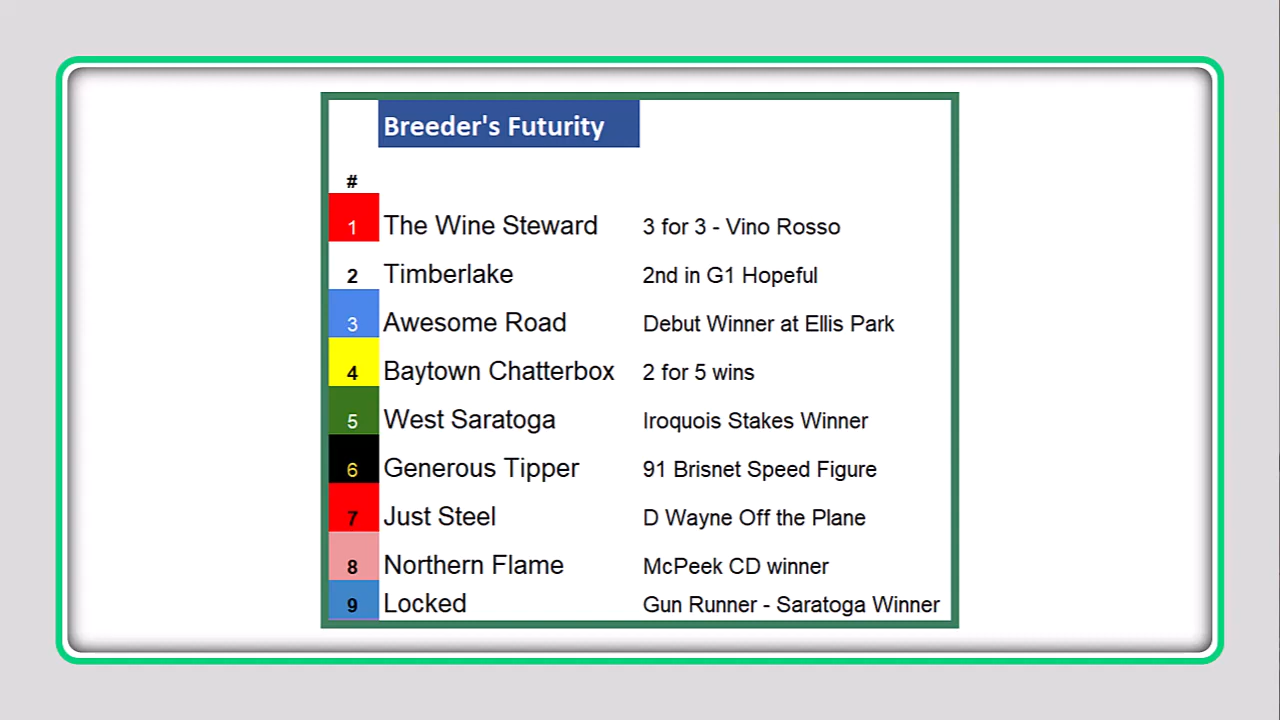 Breeder's Futurity
#
1 The Wine Steward 3 for 3 - Vino Rosso
2 Timberlake 2nd in G1 Hopeful
3 Awesome Road Debut Winner at Ellis Park
4 Baytown Chatterbox 2 for 5 wins
5 West Saratoga Iroquois Stakes Winner
6 Generous Tipper 91 Brisnet Speed Figure
7 Just Steel D Wayne Off the Plane
8 Northern Flame McPeek CD winner
9 Locked Gun Runner - Saratoga Winner